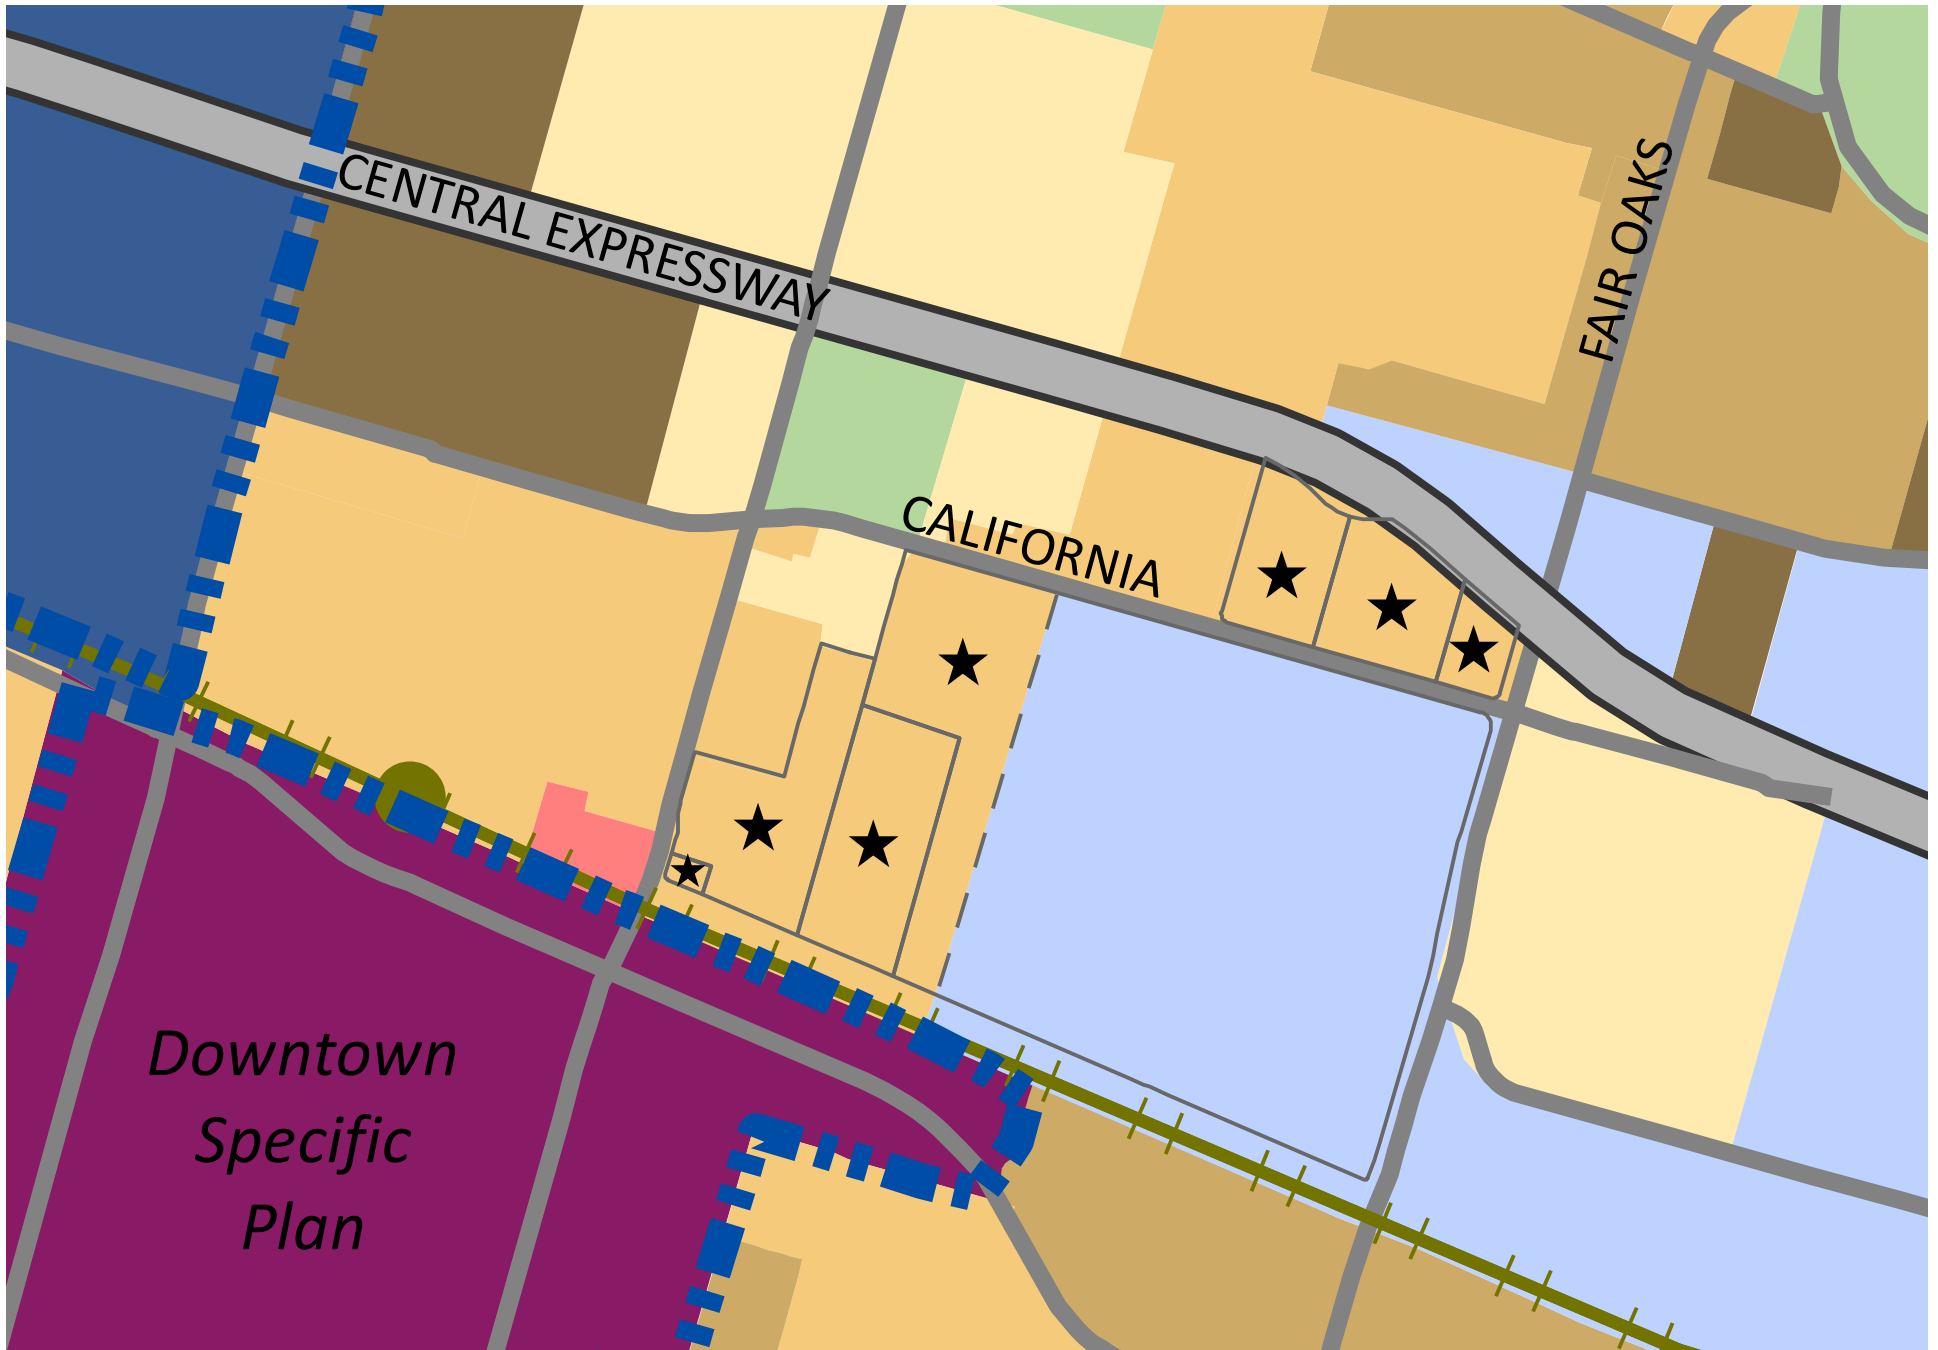 CENTRAL EXPRESSWAY
FAIR OAKS
CALIFORNIA
Downtown
Specific
Plan